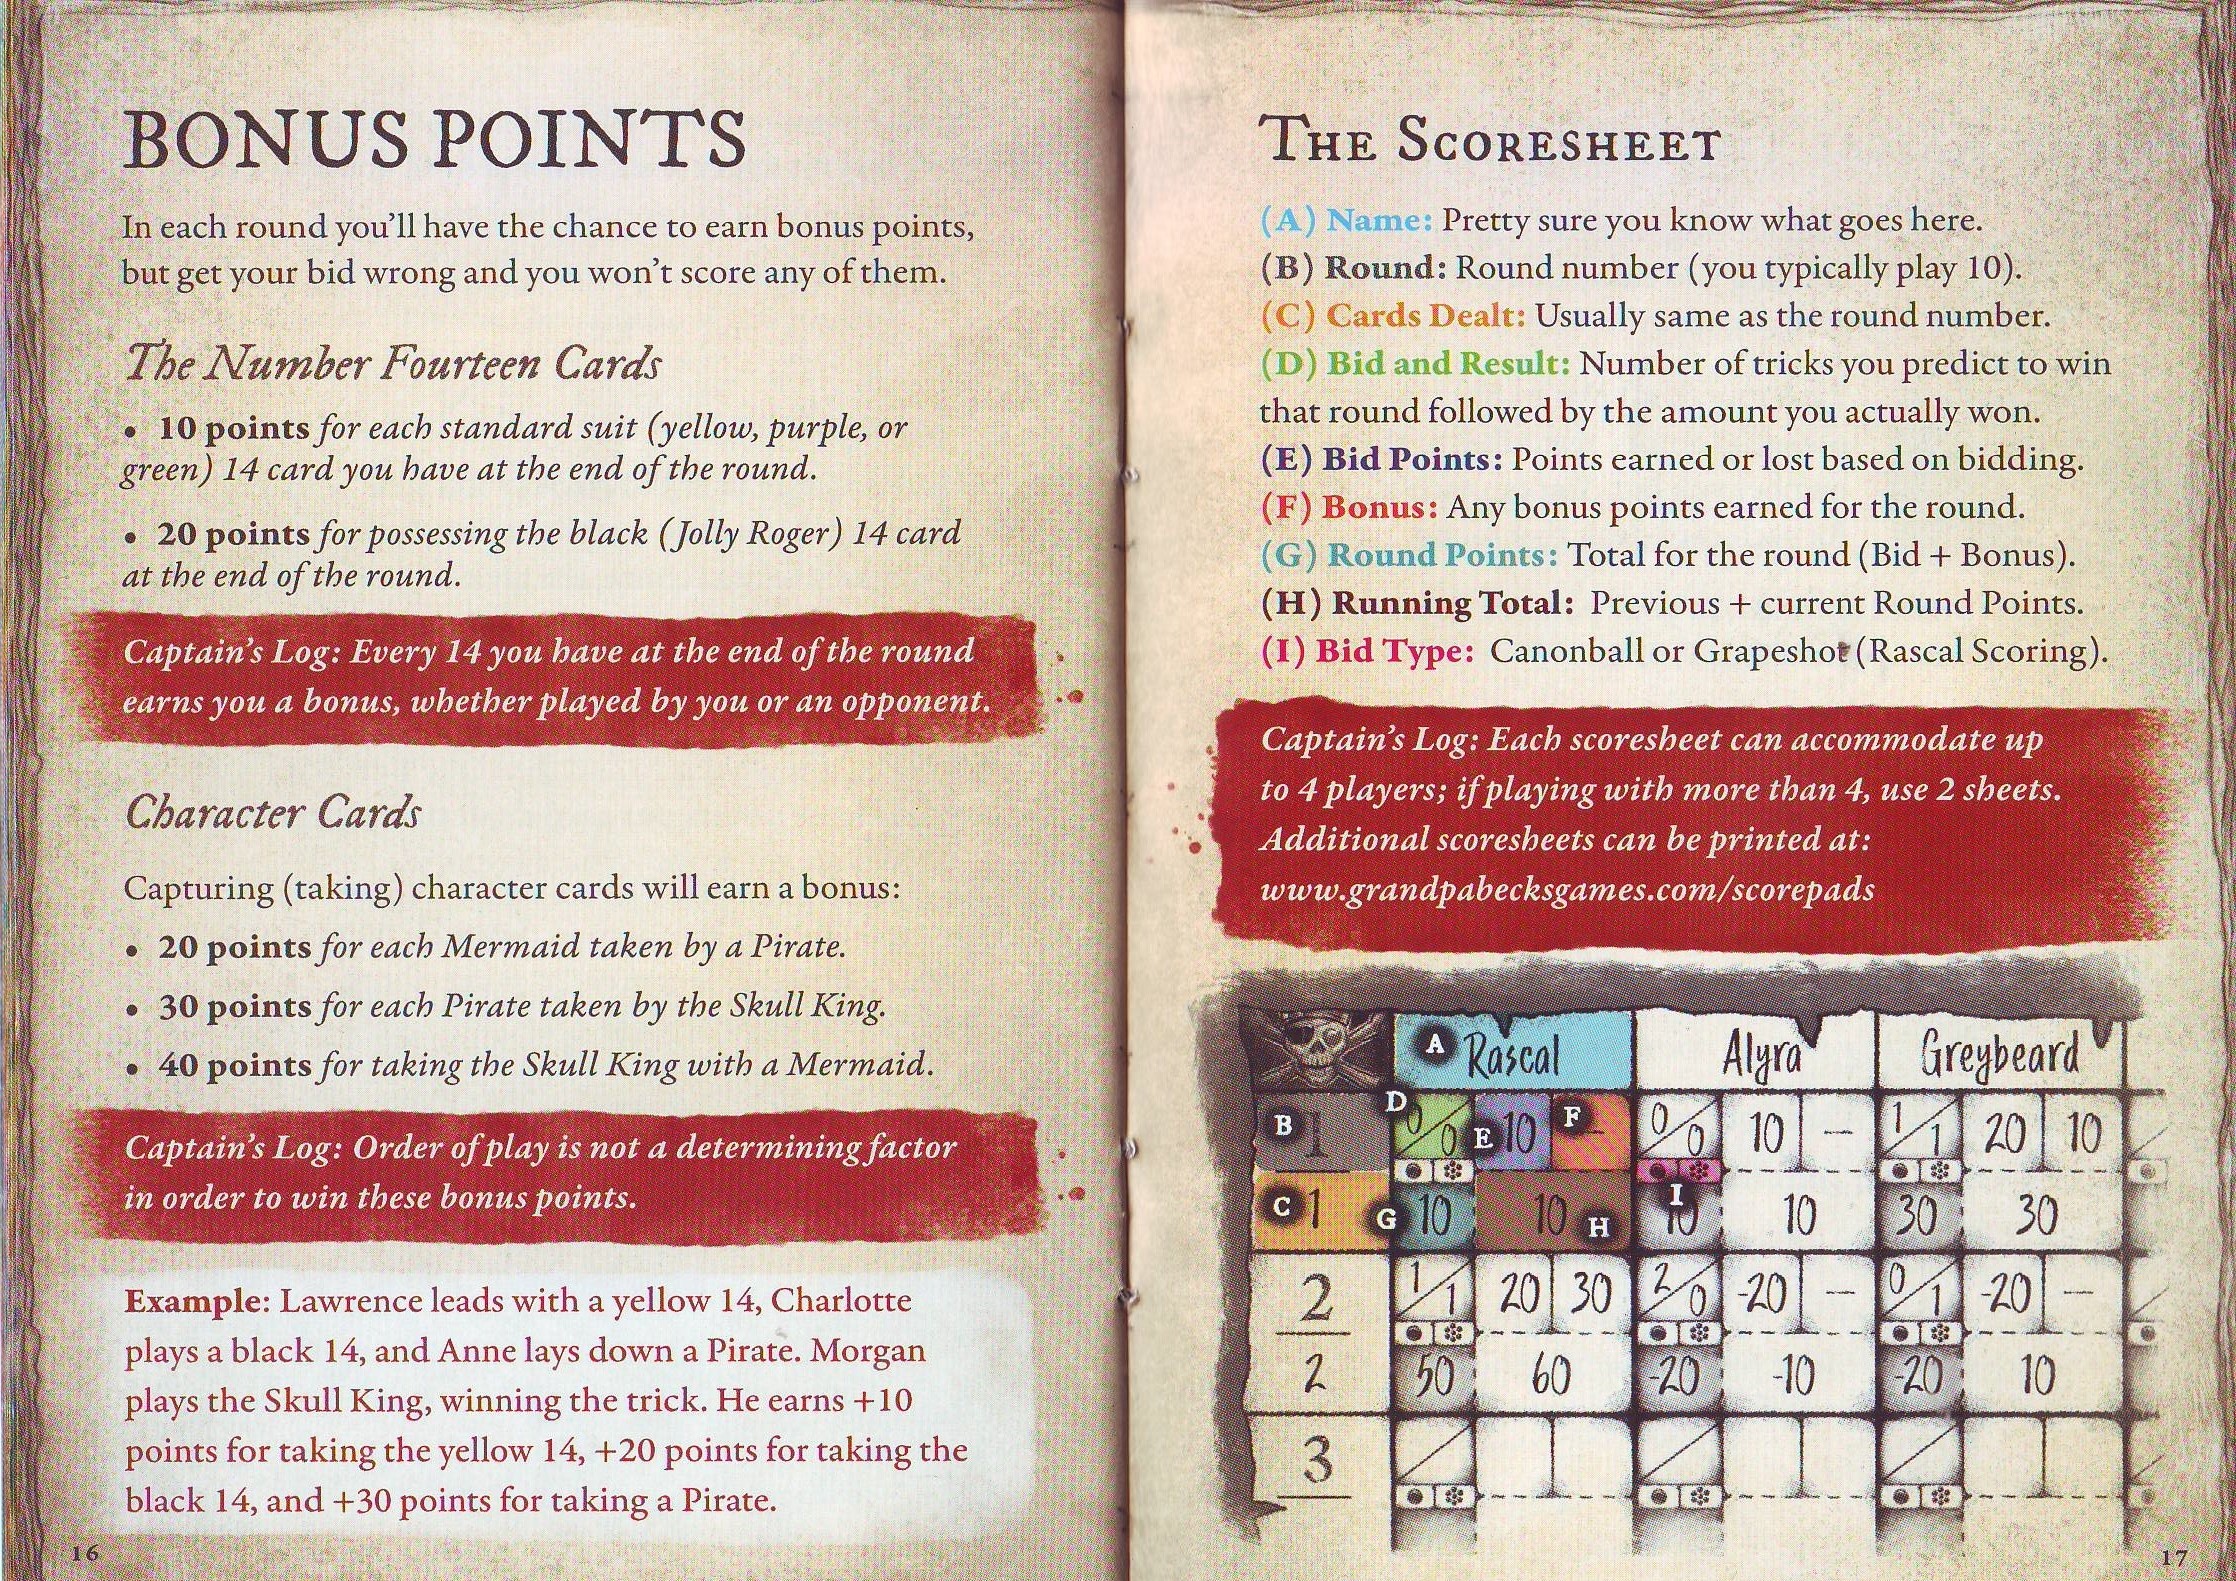 BONUS POINTS
In each round you'll have the chance to earn bonus points,
but get your bid wrong and you won't score any of them.
The Number Fourteen Cards
• 10 points for each standard suit (yellow, purple, or
green) 14 card you have at the end of the round.
• 20 points for possessing the black (Jolly Roger) 14 card
at the end of the round.
Captain's Log: Every 14 you have at the end of the round
earns you a bonus, whether played by you or an opponent.
Character Cards
Capturing (taking) character cards will earn a bonus:
• 20 points for each Mermaid taken by a Pirate.
• 30 points for each Pirate taken by the Skull King.
• 40 points for taking the Skull King with a Mermaid.
Captain's Log: Order of play is not a determining factor
in order to win these bonus points.
Example: Lawrence leads with a yellow 14, Charlotte
plays a black 14, and Anne lays down a Pirate. Morgan
plays the Skull King, winning the trick. He earns +10
points for taking the yellow 14, +20 points for taking the
black 14, and +30 points for taking a Pirate.
16
THE SCORESHEET
(A) Name: Pretty sure you know what goes here.
(B) Round: Round number (you typically play 10).
(C) Cards Dealt: Usually same as the round number.
(D) Bid and Result: Number of tricks you predict to win
that round followed by the amount you actually won.
(E) Bid Points: Points earned or lost based on bidding.
(F) Bonus: Any bonus points earned for the round.
(G) Round Points: Total for the round (Bid + Bonus).
(H) Running Total: Previous + current Round Points.
(I) Bid Type: Canonball or Grapeshot (Rascal Scoring).
Captain's Log: Each scoresheet can accommodate up
to 4 players; if playing with more than 4, use 2 sheets.
Additional scoresheets can be printed at:
www.grandpabecksgames.com/scorepads
A Rascal Alyra Greybeard
B 1 D 0/0 E 10 F – 0/0 10 – 1/1 20 10
C 1 G 10 10 H I 10 10 30 30
2 1/1 20 30 2/0 -20 – 0/1 -20 –
2 50 60 -20 -10 -20 10
3
17